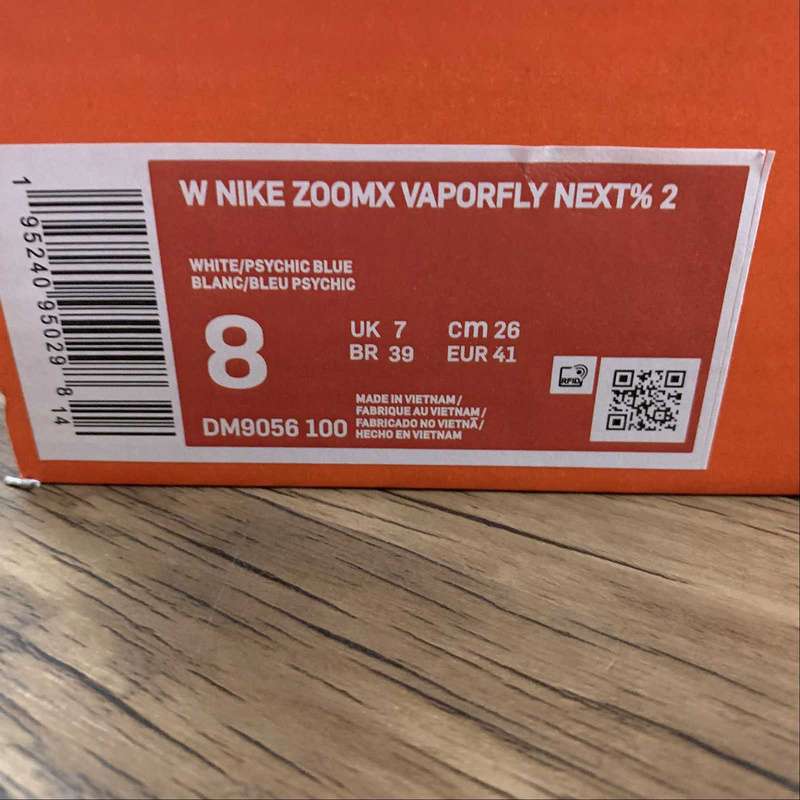 W NIKE ZOOMX VAPORFLY NEXT% 2
WHITE/PSYCHIC BLUE
BLANC/BLEU PSYCHIC
8
UK 7
cm 26
BR 39
EUR 41
DM9056 100
MADE IN VIETNAM/
FABRIQUE AU VIETNAM/
FABRICADO NO VIETNÃ/
HECHO EN VIETNAM
RFID
1 95240 95029 8 14